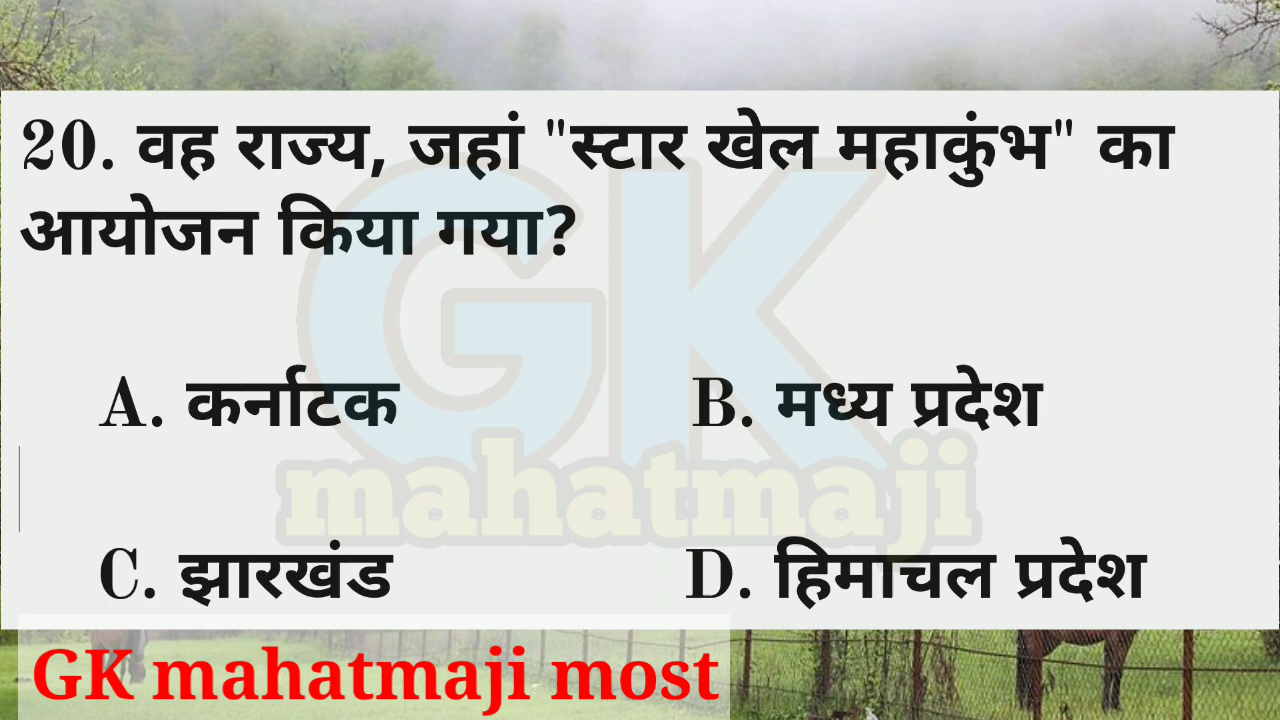 20. वह राज्य, जहां "स्टार खेल महाकुंभ" का
आयोजन किया गया?
A. कर्नाटक B. मध्य प्रदेश
C. झारखंड D. हिमाचल प्रदेश
GK
mahatmaji
GK mahatmaji most